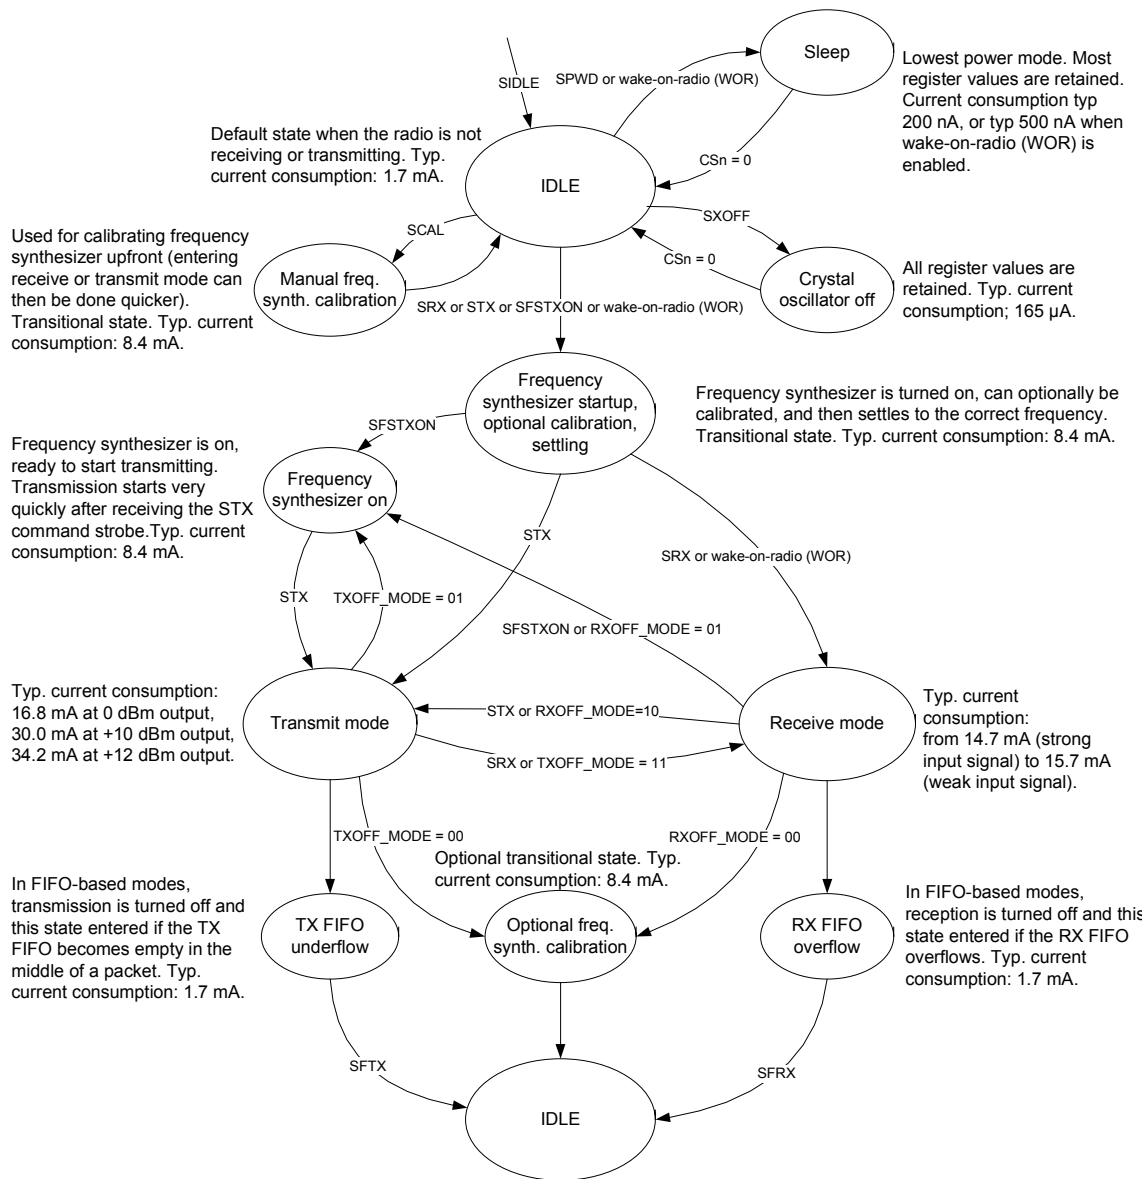 Sleep
Lowest power mode. Most
register values are retained.
Current consumption typ
200 nA, or typ 500 nA when
wake-on-radio (WOR) is
enabled.
SIDLE
SPWD or wake-on-radio (WOR)
Default state when the radio is not
receiving or transmitting. Typ.
current consumption: 1.7 mA.
CSn = 0
IDLE
SCAL
SXOFF
CSn = 0
Used for calibrating frequency
synthesizer upfront (entering
receive or transmit mode can
then be done quicker).
Transitional state. Typ. current
consumption: 8.4 mA.
Manual freq.
synth. calibration
Crystal
oscillator off
All register values are
retained. Typ. current
consumption; 165 µA.
SRX or STX or SFSTXON or wake-on-radio (WOR)
Frequency
synthesizer startup,
optional calibration,
settling
Frequency synthesizer is turned on, can optionally be
calibrated, and then settles to the correct frequency.
Transitional state. Typ. current consumption: 8.4 mA.
SFSTXON
Frequency synthesizer is on,
ready to start transmitting.
Transmission starts very
quickly after receiving the STX
command strobe.Typ. current
consumption: 8.4 mA.
Frequency
synthesizer on
STX
SRX or wake-on-radio (WOR)
STX
TXOFF_MODE = 01
SFSTXON or RXOFF_MODE = 01
Typ. current consumption:
16.8 mA at 0 dBm output,
30.0 mA at +10 dBm output,
34.2 mA at +12 dBm output.
Transmit mode
STX or RXOFF_MODE=10
SRX or TXOFF_MODE = 11
Receive mode
Typ. current
consumption:
from 14.7 mA (strong
input signal) to 15.7 mA
(weak input signal).
TXOFF_MODE = 00
RXOFF_MODE = 00
Optional transitional state. Typ.
current consumption: 8.4 mA.
In FIFO-based modes,
transmission is turned off and
this state entered if the TX
FIFO becomes empty in the
middle of a packet. Typ.
current consumption: 1.7 mA.
TX FIFO
underflow
Optional freq.
synth. calibration
RX FIFO
overflow
In FIFO-based modes,
reception is turned off and this
state entered if the RX FIFO
overflows. Typ. current
consumption: 1.7 mA.
SFTX
SFRX
IDLE